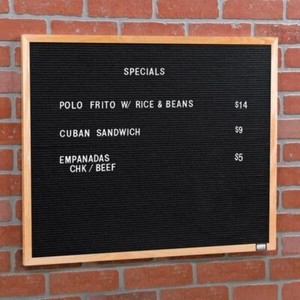 SPECIALS
POLO FRITO W/ RICE & BEANS $14
CUBAN SANDWICH $9
EMPANADAS $5
CHK / BEEF